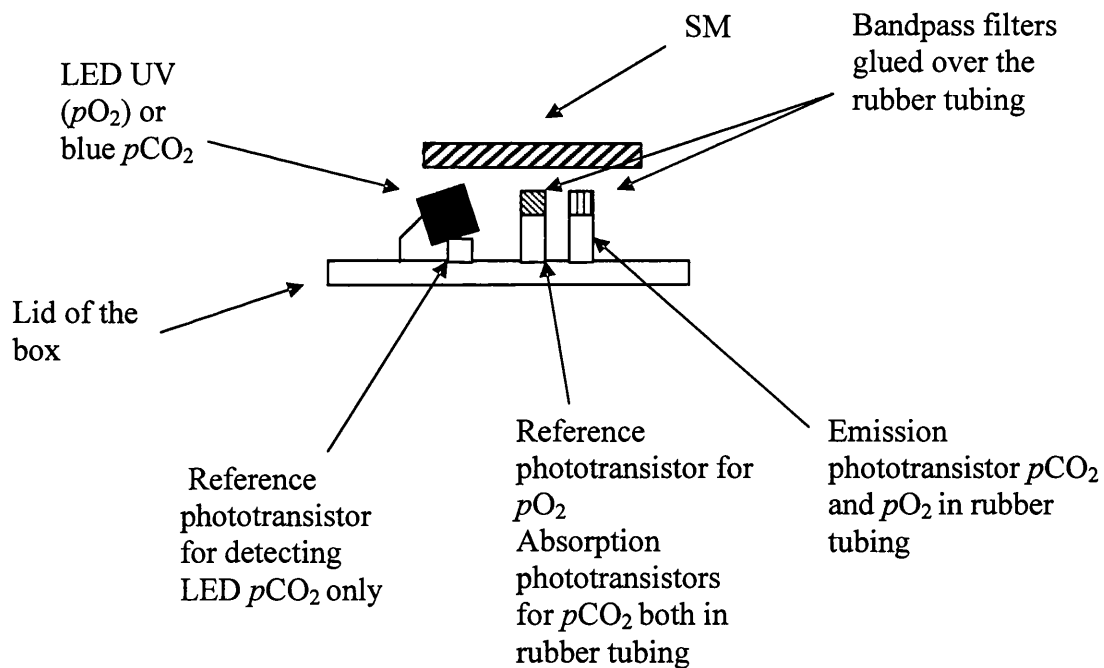 SM
Bandpass filters
glued over the
rubber tubing
LED UV
(pO₂) or
blue pCO₂
Lid of the
box
Reference
phototransistor
for detecting
LED pCO₂ only
Reference
phototransistor for
pO₂
Absorption
phototransistors
for pCO₂ both in
rubber tubing
Emission
phototransistor pCO₂
and pO₂ in rubber
tubing